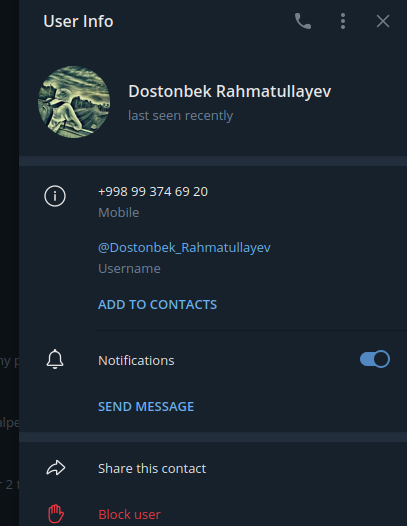 User Info
Dostonbek Rahmatullayev
last seen recently
+998 99 374 69 20
Mobile
@Dostonbek_Rahmatullayev
Username
ADD TO CONTACTS
Notifications
SEND MESSAGE
Share this contact
Block user